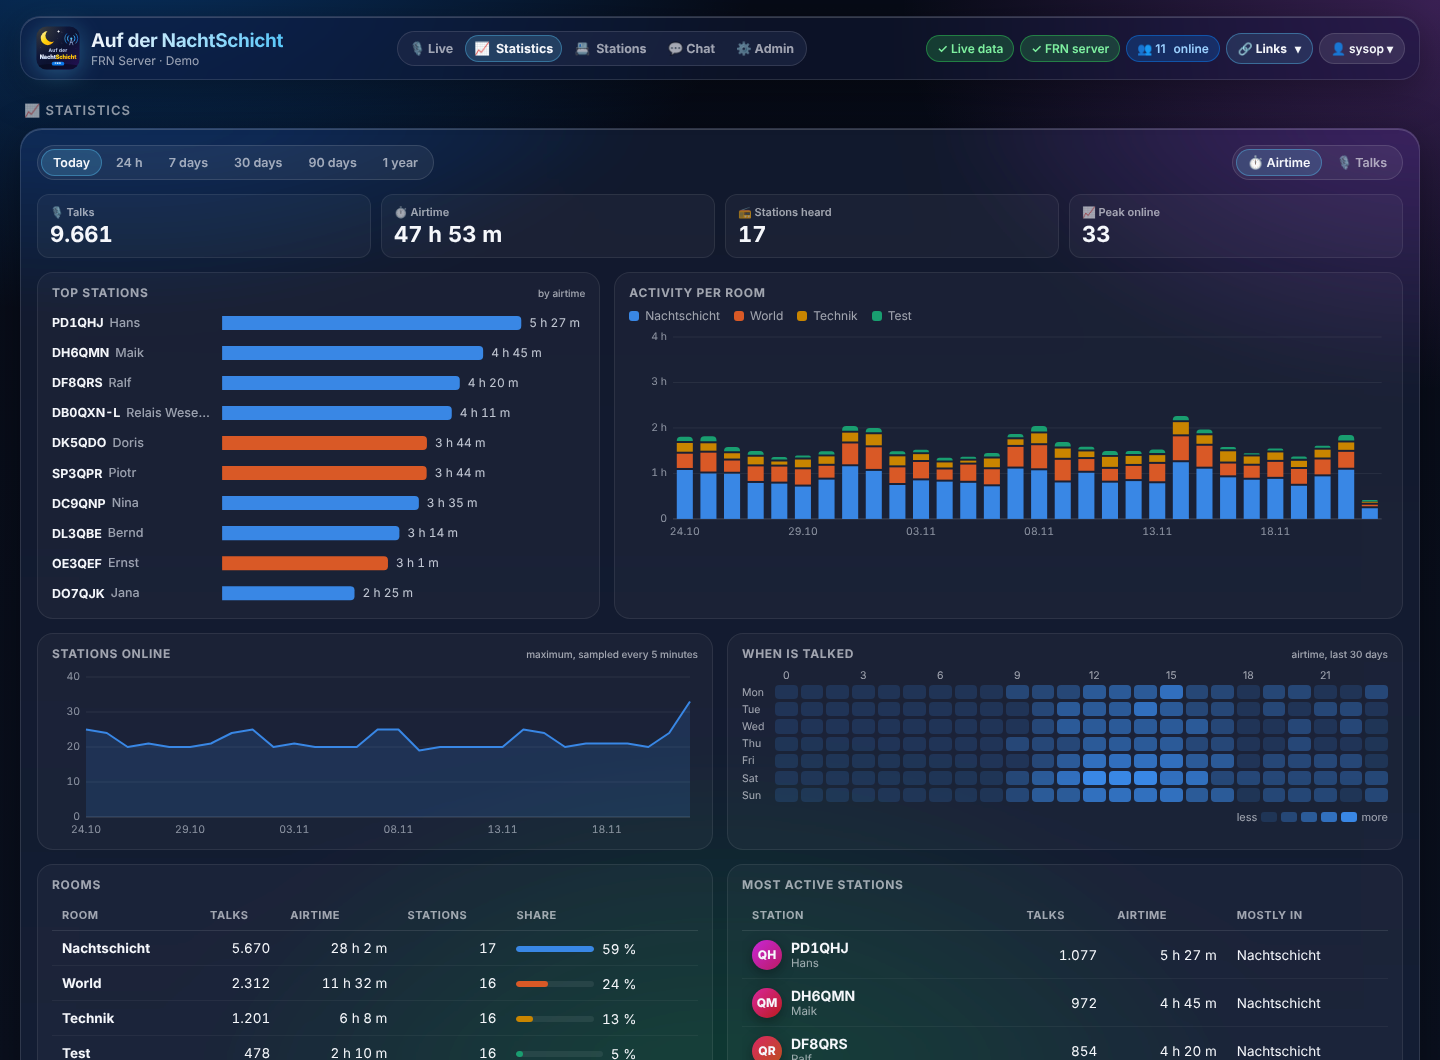 Auf der NachtSchicht
FRN Server · Demo
Live
Statistics
Stations
Chat
Admin
✓ Live data
✓ FRN server
11 online
Links ▾
sysop ▾
Auf der
NachtSchicht
STATISTICS
Today
24 h
7 days
30 days
90 days
1 year
Airtime
Talks
Talks
9.661
Airtime
47 h 53 m
Stations heard
17
Peak online
33
TOP STATIONS
by airtime
PD1QHJ Hans 5 h 27 m
DH6QMN Maik 4 h 45 m
DF8QRS Ralf 4 h 20 m
DB0QXN-L Relais Wese... 4 h 11 m
DK5QDO Doris 3 h 44 m
SP3QPR Piotr 3 h 44 m
DC9QNP Nina 3 h 35 m
DL3QBE Bernd 3 h 14 m
OE3QEF Ernst 3 h 1 m
DO7QJK Jana 2 h 25 m
ACTIVITY PER ROOM
Nachtschicht World Technik Test
4 h
3 h
2 h
1 h
0
24.10 29.10 03.11 08.11 13.11 18.11
STATIONS ONLINE
maximum, sampled every 5 minutes
40
30
20
10
0
24.10 29.10 03.11 08.11 13.11 18.11
WHEN IS TALKED
airtime, last 30 days
0 3 6 9 12 15 18 21
Mon
Tue
Wed
Thu
Fri
Sat
Sun
less more
ROOMS
ROOM TALKS AIRTIME STATIONS SHARE
Nachtschicht 5.670 28 h 2 m 17 59 %
World 2.312 11 h 32 m 16 24 %
Technik 1.201 6 h 8 m 16 13 %
Test 478 2 h 10 m 16 5 %
MOST ACTIVE STATIONS
STATION TALKS AIRTIME MOSTLY IN
QH PD1QHJ 1.077 5 h 27 m Nachtschicht
Hans
QM DH6QMN 972 4 h 45 m Nachtschicht
Maik
QR DF8QRS 854 4 h 20 m Nachtschicht
Ralf